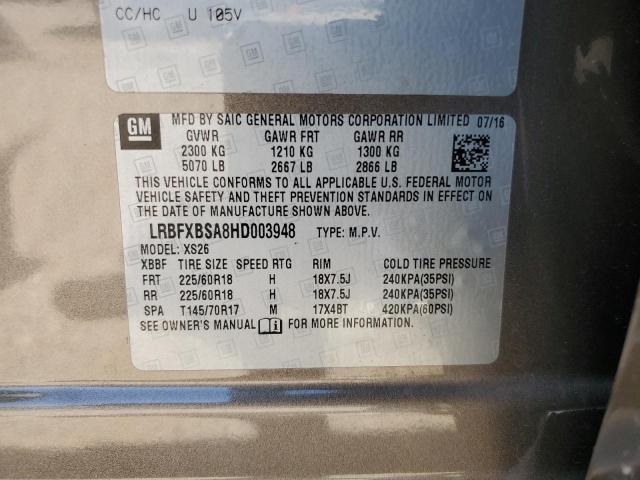 CC/HC U 105V
GM
MFD BY SAIC GENERAL MOTORS CORPORATION LIMITED 07/16
GVWR GAWR FRT GAWR RR
2300 KG 1210 KG 1300 KG
5070 LB 2667 LB 2866 LB
THIS VEHICLE CONFORMS TO ALL APPLICABLE U.S. FEDERAL MOTOR
VEHICLE SAFETY AND THEFT PREVENTION STANDARDS IN EFFECT ON
THE DATE OF MANUFACTURE SHOWN ABOVE.
LRBFXBSA8HD003948 TYPE: M.P.V.
MODEL: XS26
XBBF TIRE SIZE SPEED RTG RIM COLD TIRE PRESSURE
FRT 225/60R18 H 18X7.5J 240KPA(35PSI)
RR 225/60R18 H 18X7.5J 240KPA(35PSI)
SPA T145/70R17 M 17X4BT 420KPA(60PSI)
SEE OWNER'S MANUAL FOR MORE INFORMATION.